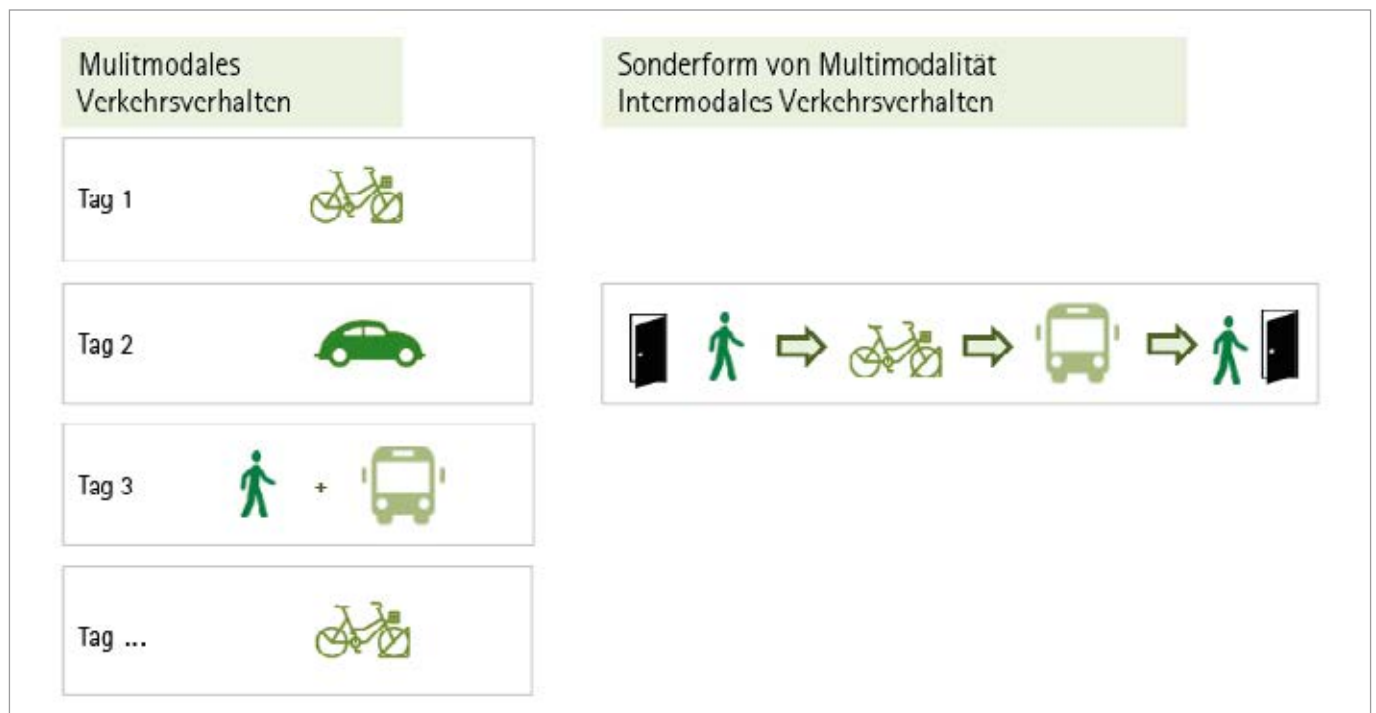 Mulitmodales
Verkehrsverhalten
Sonderform von Multimodalität
Intermodales Verkehrsverhalten
Tag 1
Tag 2
Tag 3
+
Tag ...